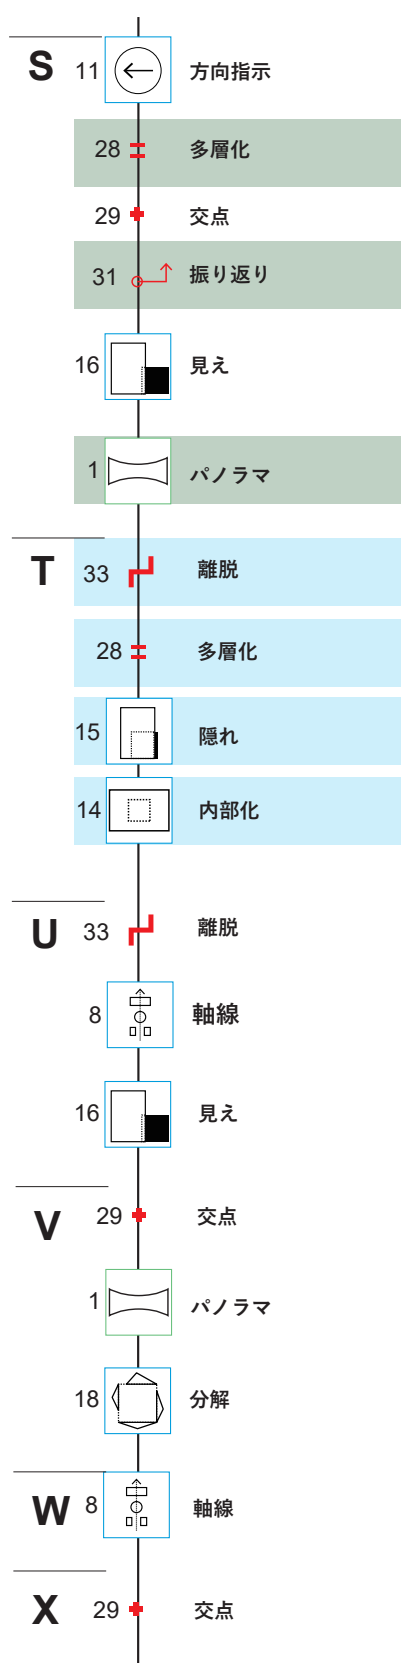 S 11 方向指示
28 多層化
29 交点
31 振り返り
16 見え
1 パノラマ
T 33 離脱
28 多層化
15 隠れ
14 内部化
U 33 離脱
8 軸線
16 見え
V 29 交点
1 パノラマ
18 分解
W 8 軸線
X 29 交点